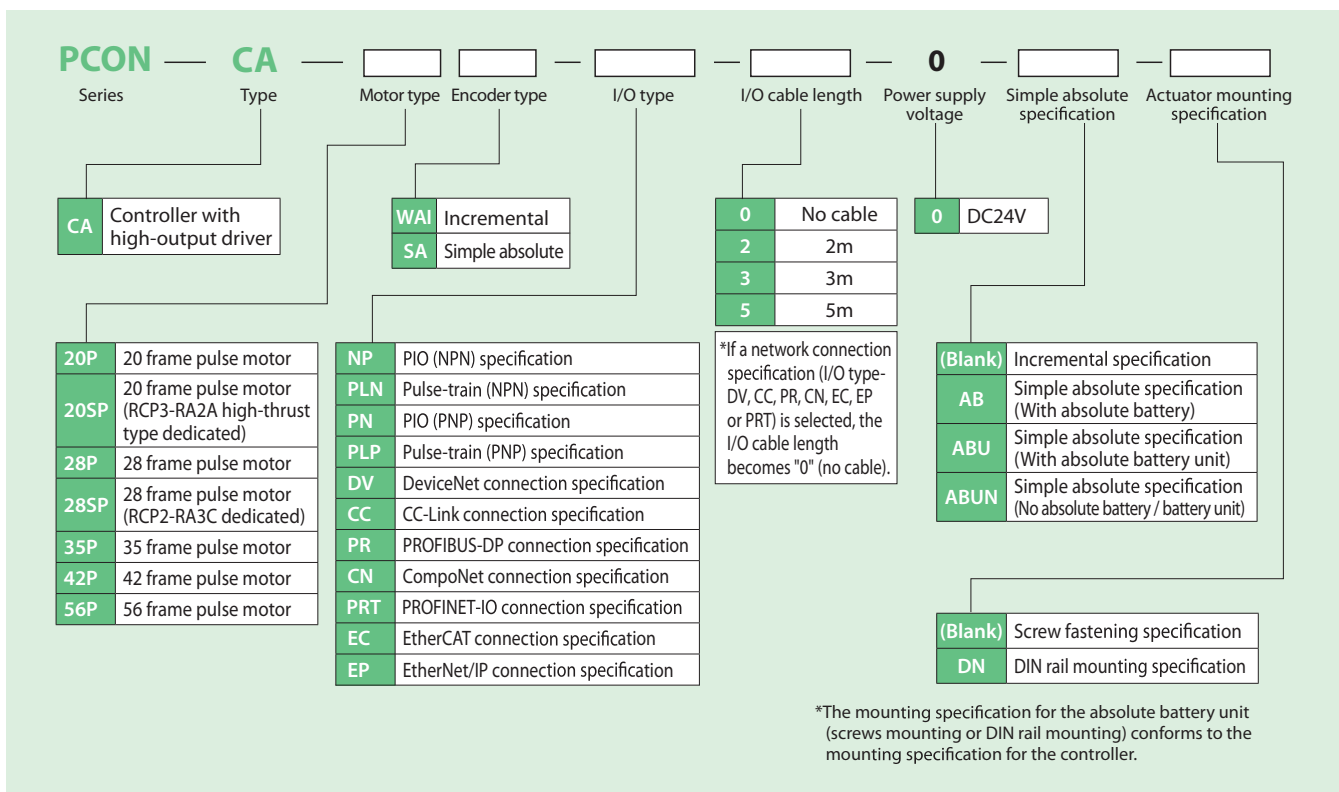 PCON — CA — — — — 0 — —
Series
Type
Motor type
Encoder type
I/O type
I/O cable length
Power supply
voltage
Simple absolute
specification
Actuator mounting
specification
CA
Controller with
high-output driver
WAI Incremental
SA Simple absolute
0 No cable
2 2m
3 3m
5 5m
*If a network connection
specification (I/O type-
DV, CC, PR, CN, EC, EP
or PRT) is selected, the
I/O cable length
becomes "0" (no cable).
0 DC24V
20P 20 frame pulse motor
20SP
20 frame pulse motor
(RCP3-RA2A high-thrust
type dedicated)
28P 28 frame pulse motor
28SP
28 frame pulse motor
(RCP2-RA3C dedicated)
35P 35 frame pulse motor
42P 42 frame pulse motor
56P 56 frame pulse motor
NP PIO (NPN) specification
PLN Pulse-train (NPN) specification
PN PIO (PNP) specification
PLP Pulse-train (PNP) specification
DV DeviceNet connection specification
CC CC-Link connection specification
PR PROFIBUS-DP connection specification
CN CompoNet connection specification
PRT PROFINET-IO connection specification
EC EtherCAT connection specification
EP EtherNet/IP connection specification
(Blank) Incremental specification
AB
Simple absolute specification
(With absolute battery)
ABU
Simple absolute specification
(With absolute battery unit)
ABUN
Simple absolute specification
(No absolute battery / battery unit)
(Blank) Screw fastening specification
DN DIN rail mounting specification
*The mounting specification for the absolute battery unit
(screws mounting or DIN rail mounting) conforms to the
mounting specification for the controller.